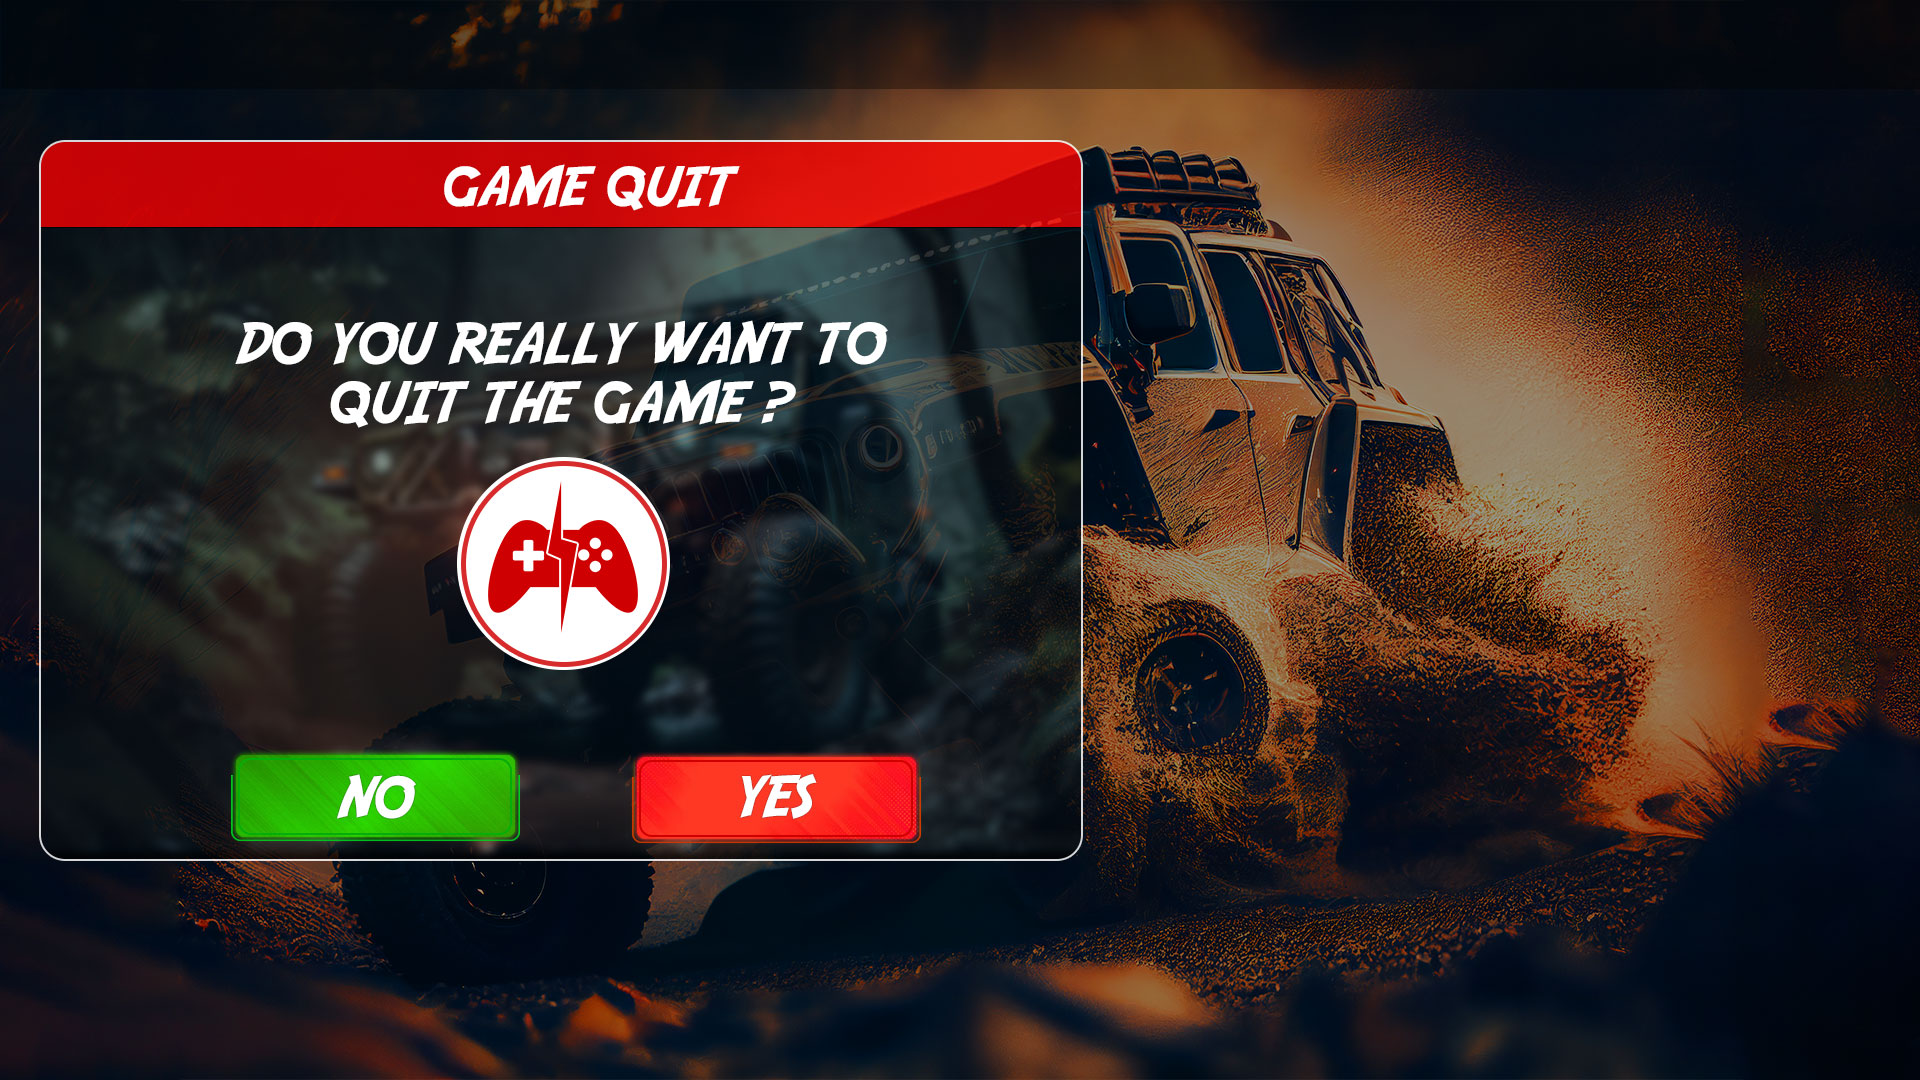 GAME QUIT
DO YOU REALLY WANT TO
QUIT THE GAME ?
NO
YES